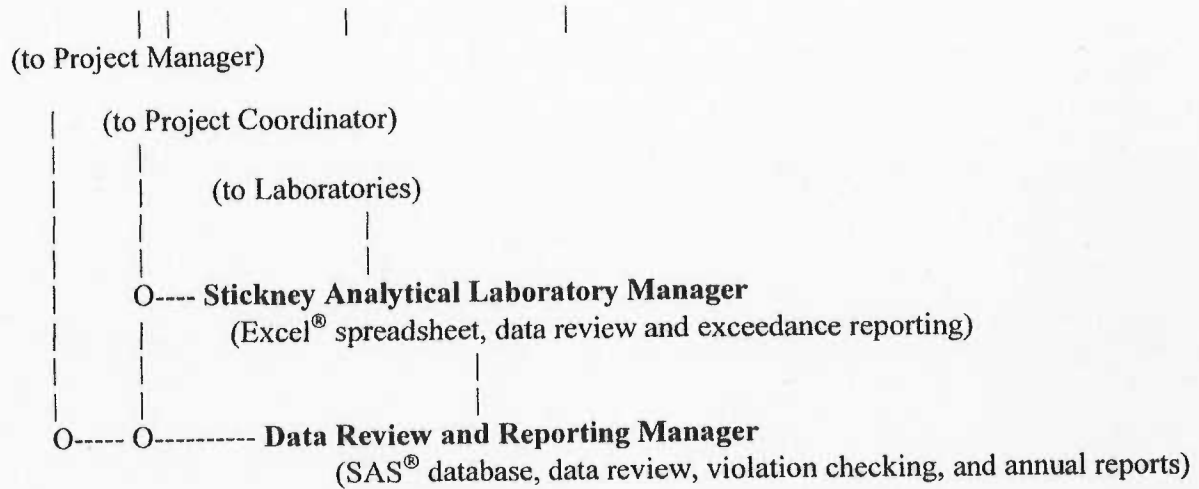 (to Project Manager)
(to Project Coordinator)
(to Laboratories)
O---- Stickney Analytical Laboratory Manager
(Excel® spreadsheet, data review and exceedance reporting)
O----- O---------- Data Review and Reporting Manager
(SAS® database, data review, violation checking, and annual reports)